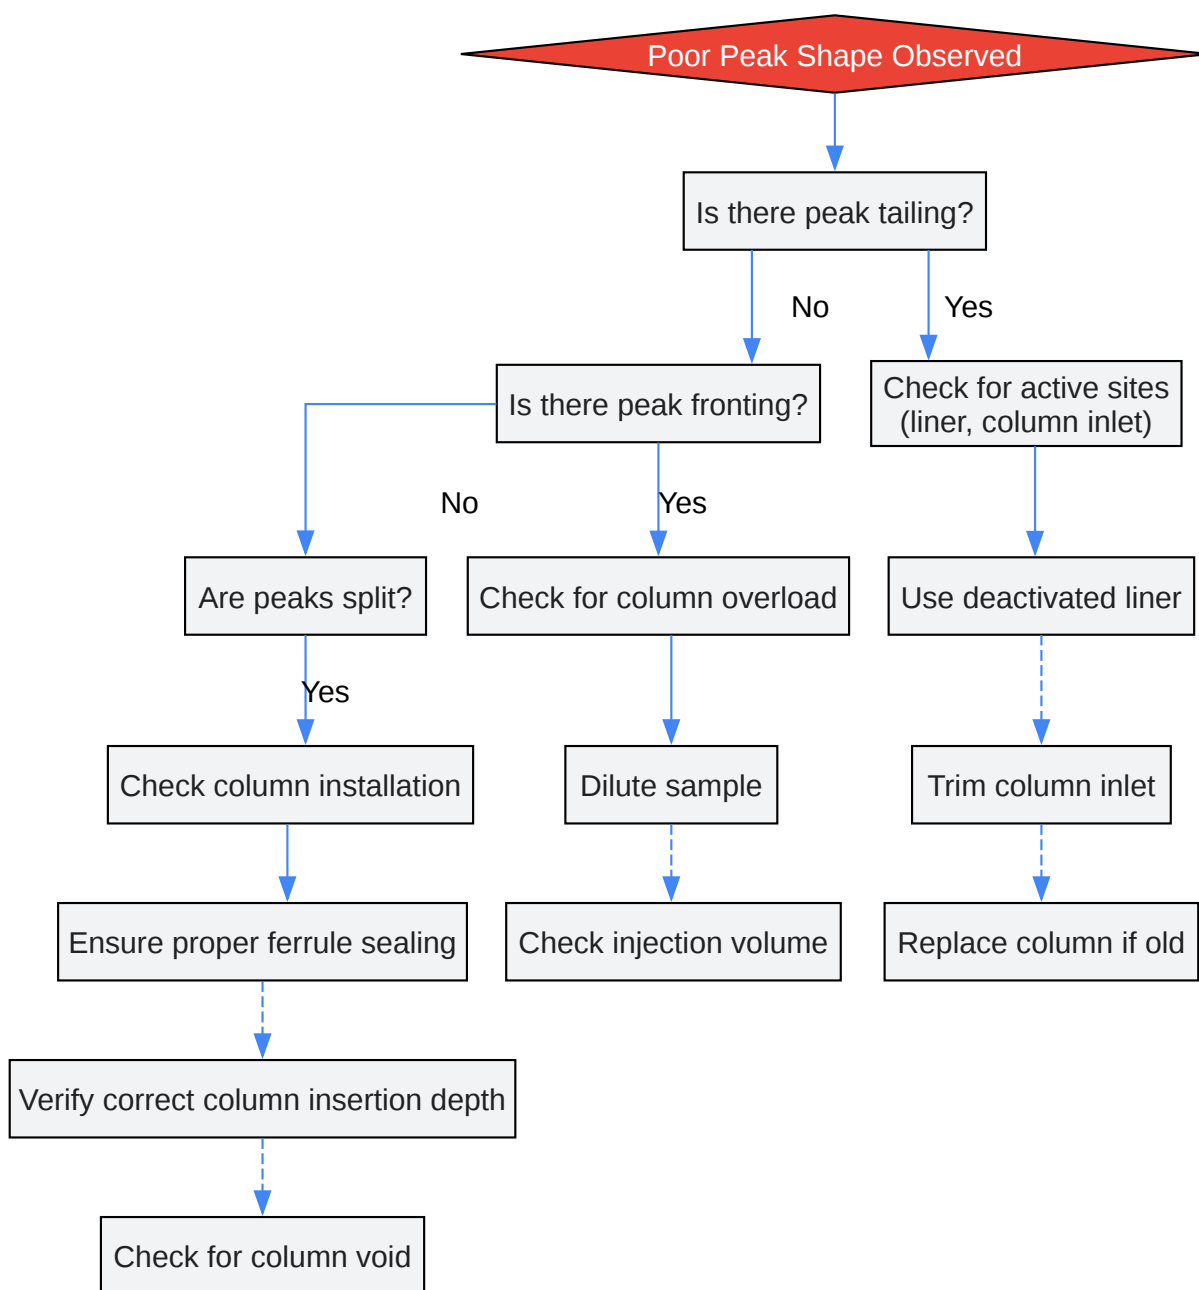 Poor Peak Shape Observed
Is there peak tailing?
No
Yes
Is there peak fronting?
Check for active sites
(liner, column inlet)
No
Yes
Are peaks split?
Check for column overload
Use deactivated liner
Yes
Check column installation
Dilute sample
Trim column inlet
Ensure proper ferrule sealing
Check injection volume
Replace column if old
Verify correct column insertion depth
Check for column void